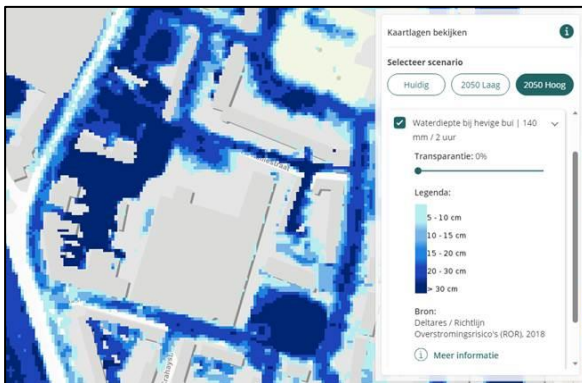 Kaartlagen bekijken
i
Selecteer scenario
Huidig
2050 Laag
2050 Hoog
Waterdiepte bij hevige bui | 140
mm / 2 uur
Transparantie: 0%
Legenda:
5 - 10 cm
10 - 15 cm
15 - 20 cm
20 - 30 cm
> 30 cm
Bron:
Deltares / Richtlijn
Overstromingsrisico's (ROR), 2018
i Meer informatie